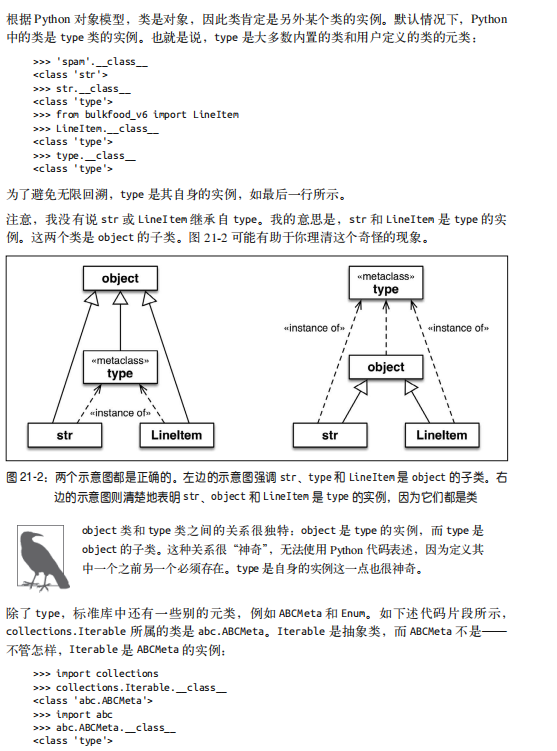 根据 Python 对象模型，类是对象，因此类肯定是另外某个类的实例。默认情况下，Python
中的类是 type 类的实例。也就是说，type 是大多数内置的类和用户定义的类的元类：
>>> 'spam'.__class__
<class 'str'>
>>> str.__class__
<class 'type'>
>>> from bulkfood_v6 import LineItem
>>> LineItem.__class__
<class 'type'>
>>> type.__class__
<class 'type'>
为了避免无限回溯，type 是其自身的实例，如最后一行所示。
注意，我没有说 str 或 LineItem 继承自 type。我的意思是，str 和 LineItem 是 type 的实
例。这两个类是 object 的子类。图 21-2 可能有助于你理清这个奇怪的现象。
object
«metaclass»
type
«instance of»
str
LineItem
«metaclass»
type
«instance of»
«instance of»
object
str
LineItem
图 21-2：两个示意图都是正确的。左边的示意图强调 str、type 和 LineItem 是 object 的子类。右
边的示意图则清楚地表明 str、object 和 LineItem 是 type 的实例，因为它们都是类
object 类和 type 类之间的关系很独特：object 是 type 的实例，而 type 是
object 的子类。这种关系很“神奇”，无法使用 Python 代码表述，因为定义其
中一个之前另一个必须存在。type 是自身的实例这一点也很神奇。
除了 type，标准库中还有一些别的元类，例如 ABCMeta 和 Enum。如下述代码片段所示，
collections.Iterable 所属的类是 abc.ABCMeta。Iterable 是抽象类，而 ABCMeta 不是——
不管怎样，Iterable 是 ABCMeta 的实例：
>>> import collections
>>> collections.Iterable.__class__
<class 'abc.ABCMeta'>
>>> import abc
>>> abc.ABCMeta.__class__
<class 'type'>